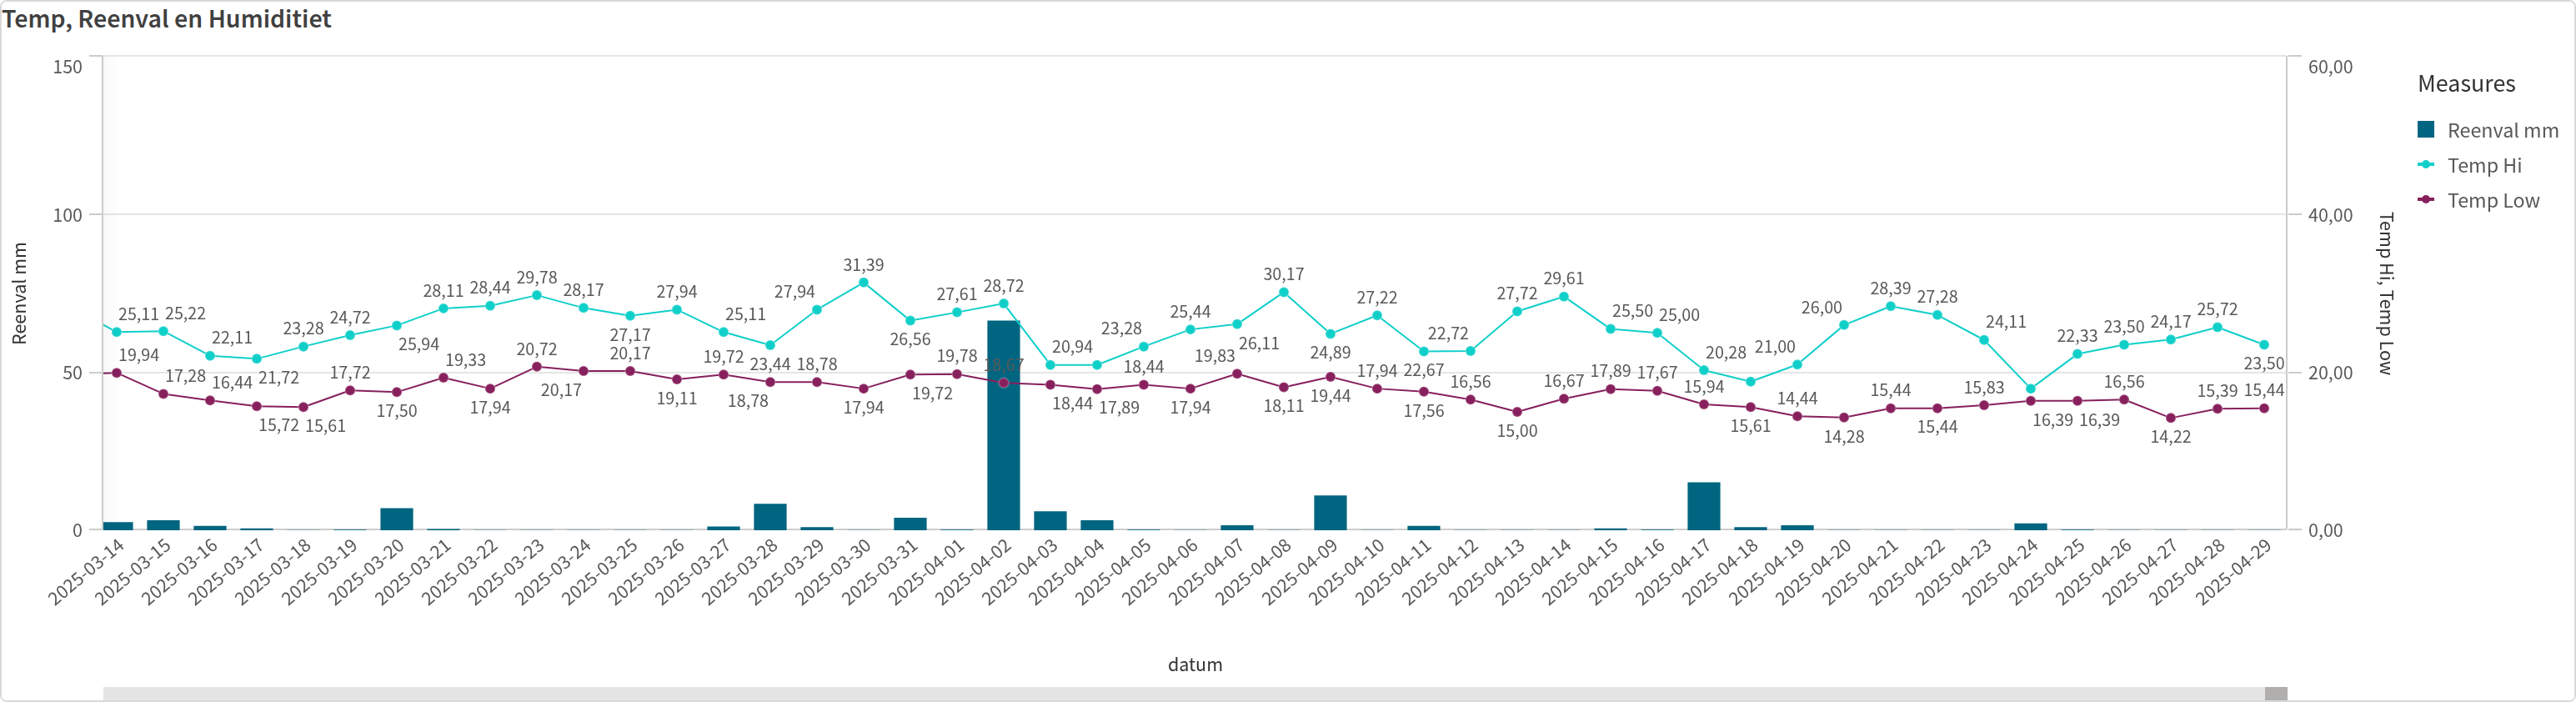 Temp, Reenval en Humiditiet
150
100
50
0
Reenval mm
60,00
40,00
20,00
0,00
Temp Hi, Temp Low
Measures
Reenval mm
Temp Hi
Temp Low
25,11 25,22 22,11 21,72 23,28 24,72 25,94 28,11 28,44 29,78 28,17 27,17 27,94 25,11 23,44 27,94 31,39 26,56 27,61 28,72 20,94 23,28 25,44 26,11 30,17 24,89 27,22 22,67 22,72 27,72 29,61 25,50 25,00 20,28 21,00 26,00 28,39 27,28 24,11 22,33 23,50 24,17 25,72 23,50
19,94 17,28 16,44 15,72 15,61 17,72 17,50 19,33 17,94 20,72 20,17 20,17 19,11 19,72 18,78 18,78 17,94 19,72 19,78 18,67 18,44 17,89 18,44 17,94 19,83 18,11 19,44 17,94 17,56 16,56 15,00 16,67 17,89 17,67 15,94 15,61 14,44 14,28 15,44 15,44 15,83 16,39 16,39 16,56 14,22 15,39 15,44
2025-03-14 2025-03-15 2025-03-16 2025-03-17 2025-03-18 2025-03-19 2025-03-20 2025-03-21 2025-03-22 2025-03-23 2025-03-24 2025-03-25 2025-03-26 2025-03-27 2025-03-28 2025-03-29 2025-03-30 2025-03-31 2025-04-01 2025-04-02 2025-04-03 2025-04-04 2025-04-05 2025-04-06 2025-04-07 2025-04-08 2025-04-09 2025-04-10 2025-04-11 2025-04-12 2025-04-13 2025-04-14 2025-04-15 2025-04-16 2025-04-17 2025-04-18 2025-04-19 2025-04-20 2025-04-21 2025-04-22 2025-04-23 2025-04-24 2025-04-25 2025-04-26 2025-04-27 2025-04-28 2025-04-29
datum